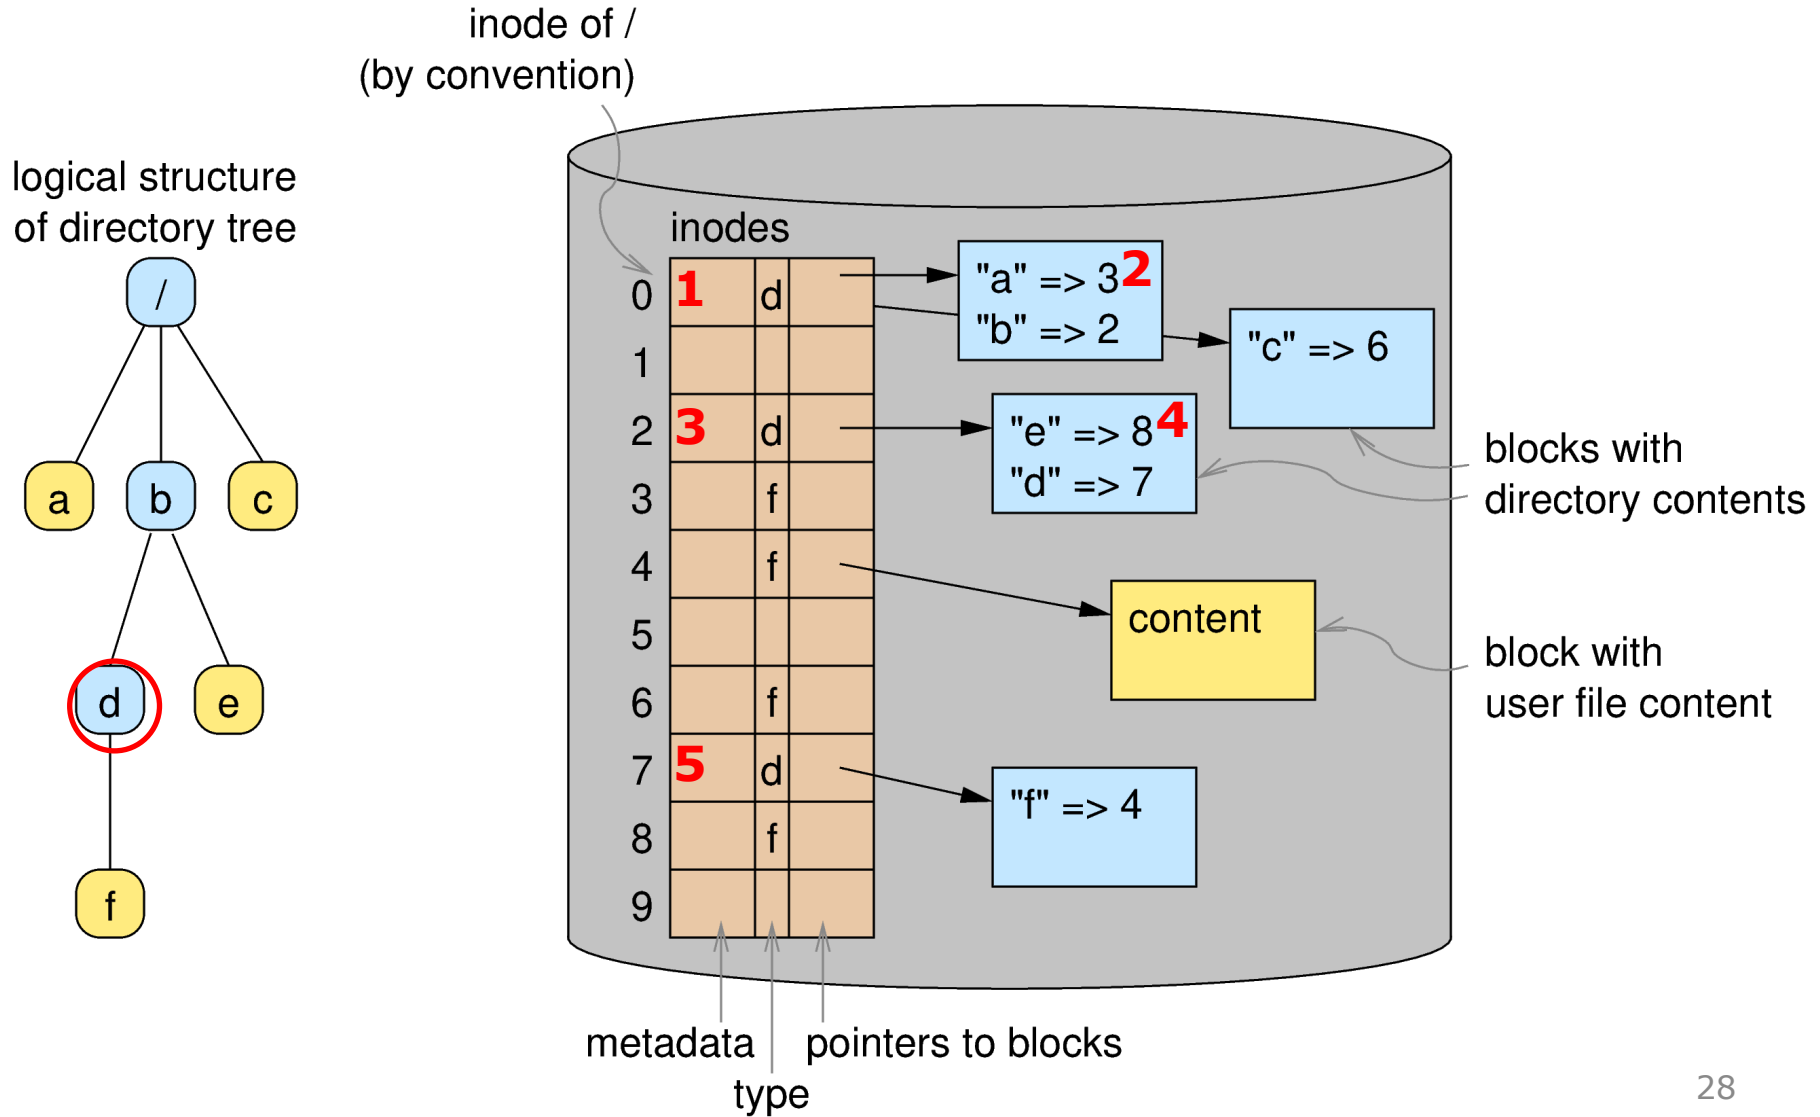 inode of /
(by convention)
logical structure
of directory tree
/
a
b
c
d
e
f
inodes
0 1 d
1
2 3 d
3 f
4 f
5
6 f
7 5 d
8 f
9
"a" => 3 2
"b" => 2
"c" => 6
"e" => 8 4
"d" => 7
content
"f" => 4
blocks with
directory contents
block with
user file content
metadata
type
pointers to blocks
28